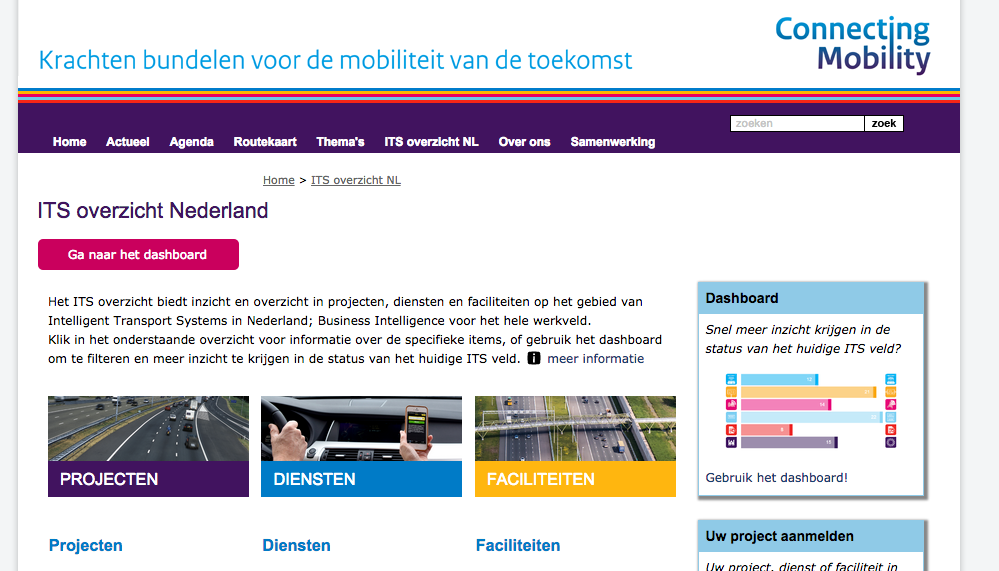 Connecting
Mobility
Krachten bundelen voor de mobiliteit van de toekomst
zoeken
zoek
Home Actueel Agenda Routekaart Thema's ITS overzicht NL Over ons Samenwerking
Home > ITS overzicht NL
ITS overzicht Nederland
Ga naar het dashboard
Het ITS overzicht biedt inzicht en overzicht in projecten, diensten en faciliteiten op het gebied van
Intelligent Transport Systems in Nederland; Business Intelligence voor het hele werkveld.
Klik in het onderstaande overzicht voor informatie over de specifieke items, of gebruik het dashboard
om te filteren en meer inzicht te krijgen in de status van het huidige ITS veld. i meer informatie
PROJECTEN
DIENSTEN
FACILITEITEN
Projecten
Diensten
Faciliteiten
Dashboard
Snel meer inzicht krijgen in de
status van het huidige ITS veld?
Gebruik het dashboard!
Uw project aanmelden
Uw project, dienst of faciliteit in